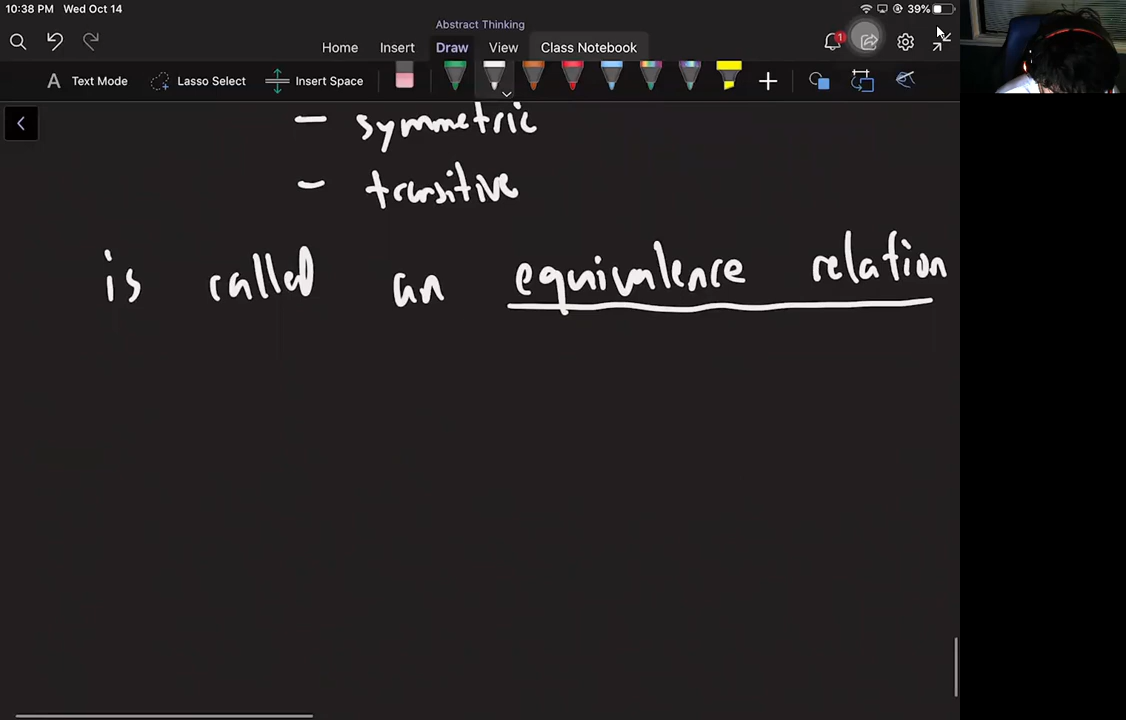 10:38 PM Wed Oct 14
39%
Abstract Thinking
Home Insert Draw View Class Notebook
1
Text Mode Lasso Select Insert Space
- symmetric
- transitive
is called an equivalence relation